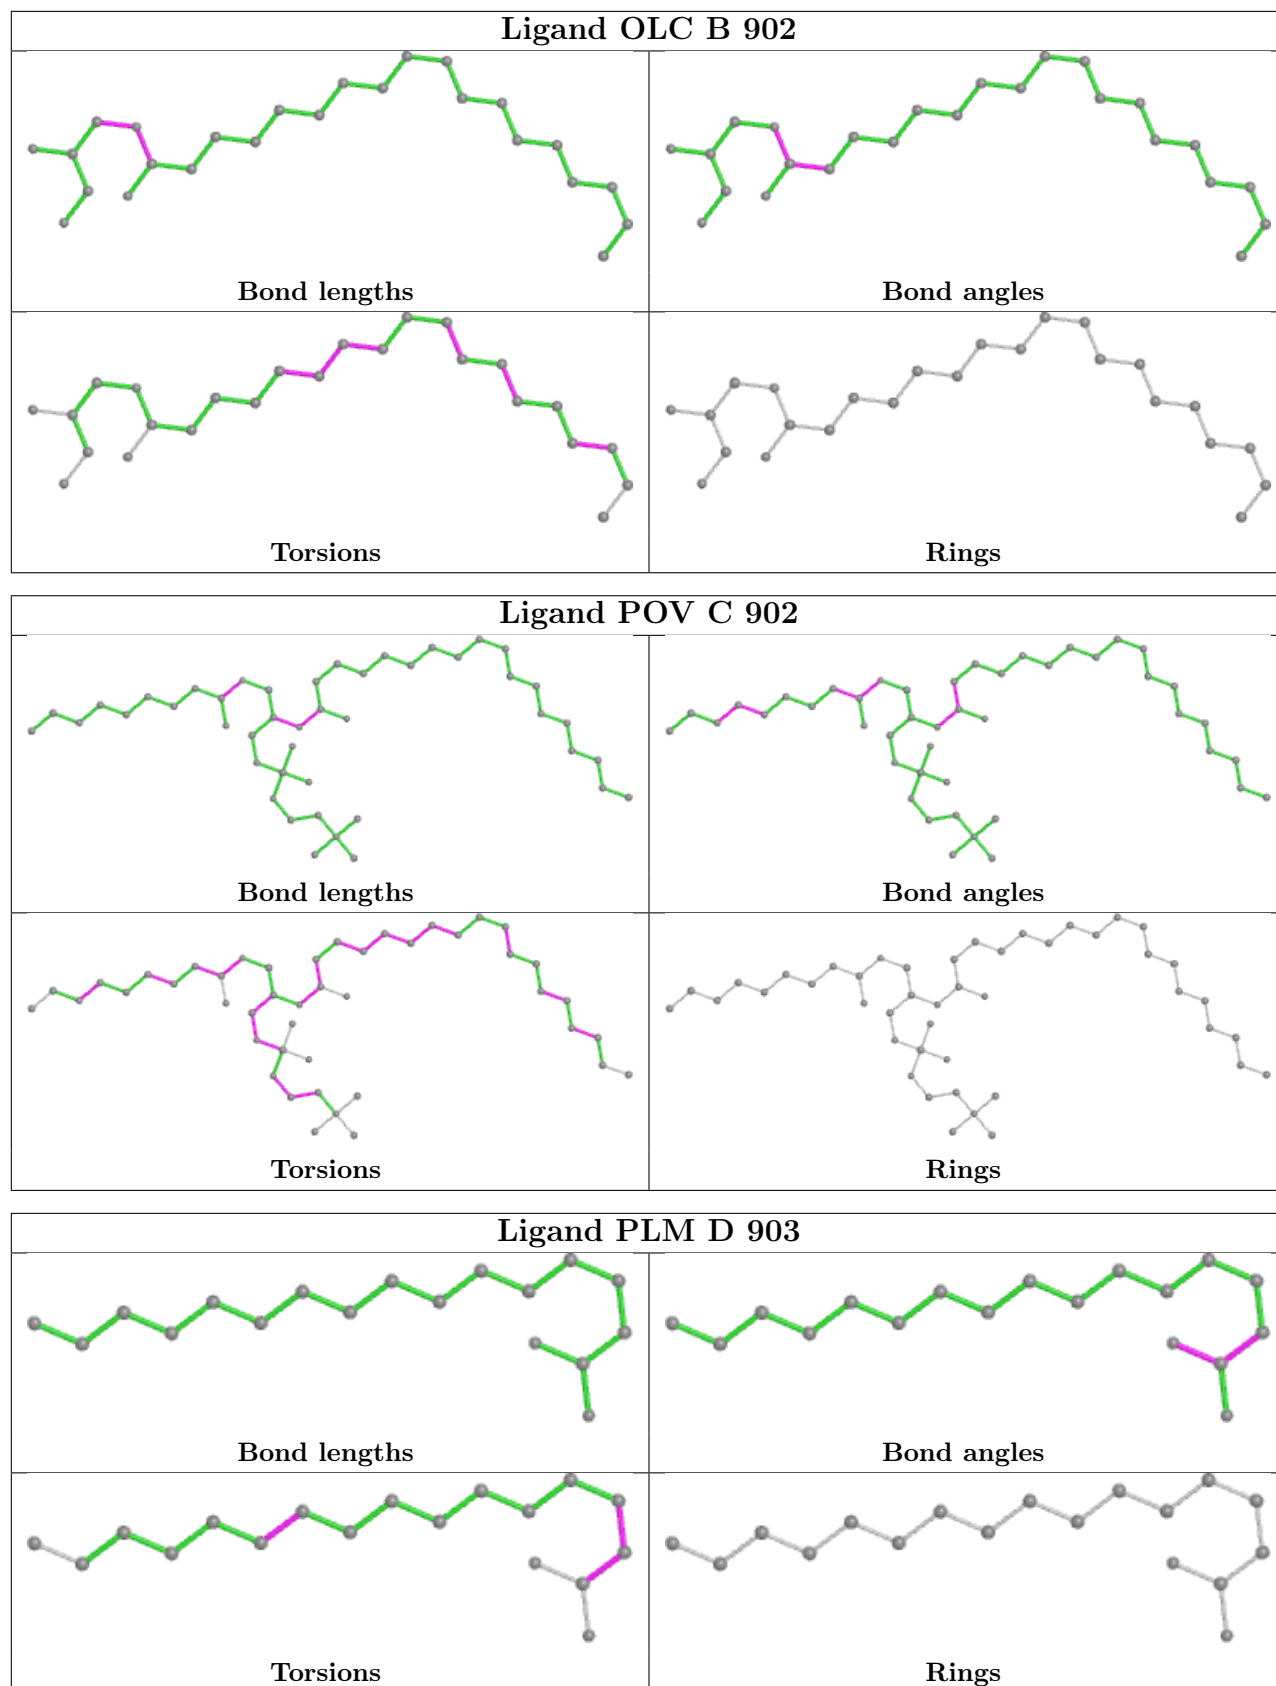 Ligand OLC B 902
Bond lengths
Bond angles
Torsions
Rings
Ligand POV C 902
Bond lengths
Bond angles
Torsions
Rings
Ligand PLM D 903
Bond lengths
Bond angles
Torsions
Rings